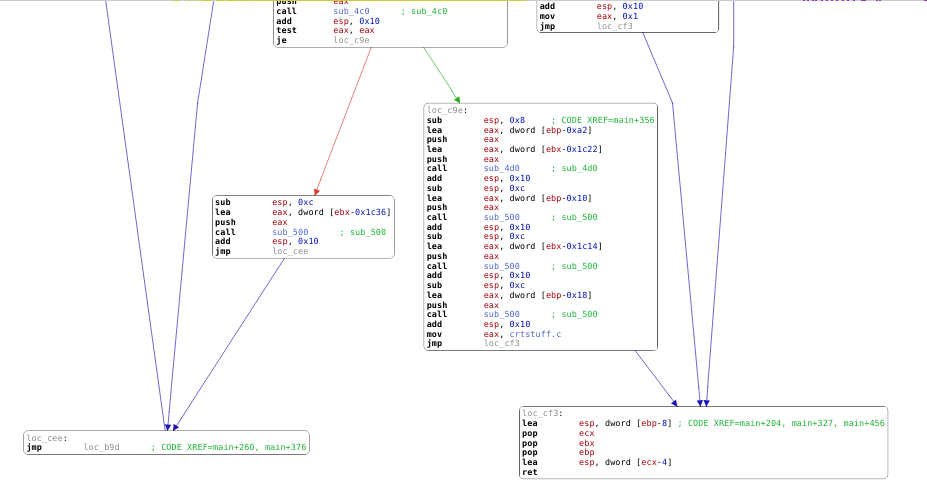 push eax
call sub_4c0 ; sub_4c0
add esp, 0x10
test eax, eax
je loc_c9e
add esp, 0x10
mov eax, 0x1
jmp loc_cf3
loc_c9e:
sub esp, 0x8 ; CODE XREF=main+356
lea eax, dword [ebp-0xa2]
push eax
lea eax, dword [ebx-0x1c22]
push eax
call sub_4d0 ; sub_4d0
add esp, 0x10
sub esp, 0xc
lea eax, dword [ebp-0x10]
push eax
call sub_500 ; sub_500
add esp, 0x10
sub esp, 0xc
lea eax, dword [ebx-0x1c14]
push eax
call sub_500 ; sub_500
add esp, 0x10
sub esp, 0xc
lea eax, dword [ebp-0x18]
push eax
call sub_500 ; sub_500
add esp, 0x10
mov eax, crtstuff.c
jmp loc_cf3
sub esp, 0xc
lea eax, dword [ebx-0x1c36]
push eax
call sub_500 ; sub_500
add esp, 0x10
jmp loc_cee
loc_cee:
jmp loc_b9d ; CODE XREF=main+260, main+376
loc_cf3:
lea esp, dword [ebp-8] ; CODE XREF=main+204, main+327, main+456
pop ecx
pop ebx
pop ebp
lea esp, dword [ecx-4]
ret